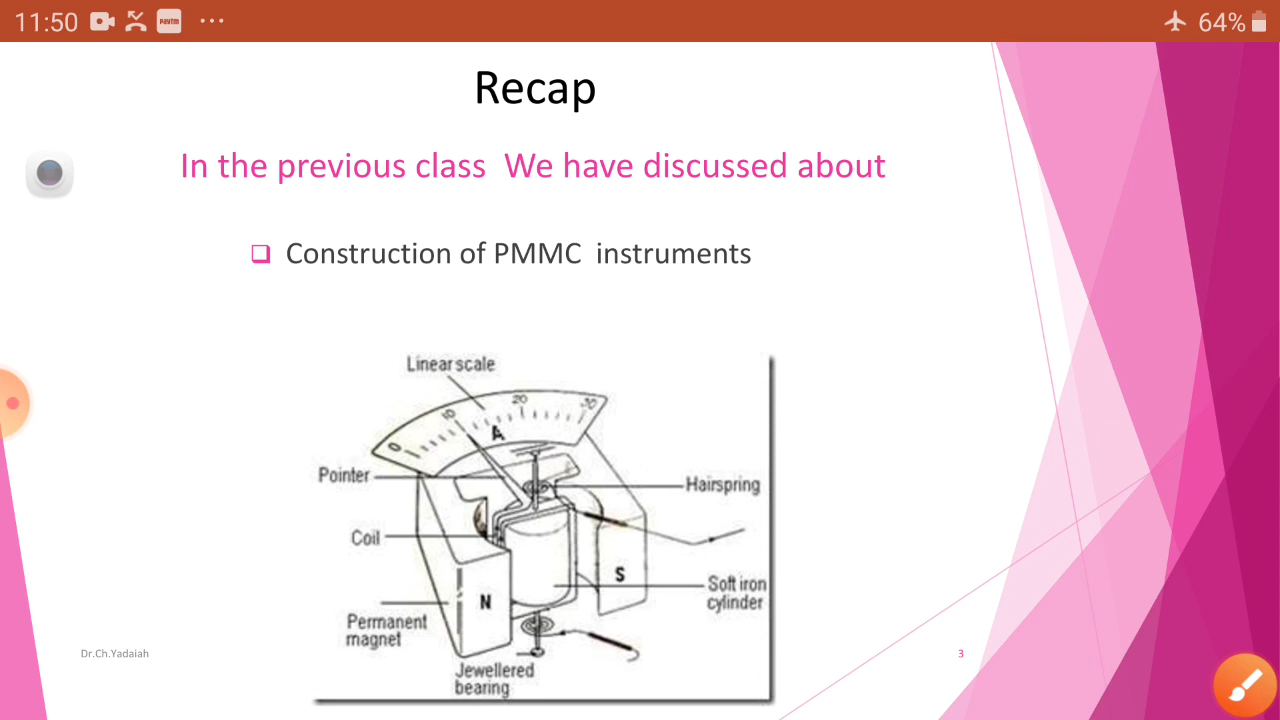 11:50
Paytm
64%
Recap
In the previous class We have discussed about
Construction of PMMC instruments
Linear scale
0 10 20 30
A
Pointer
Hairspring
Coil
S
Soft iron
cylinder
N
Permanent
magnet
Jewellered
bearing
Dr.Ch.Yadaiah
3